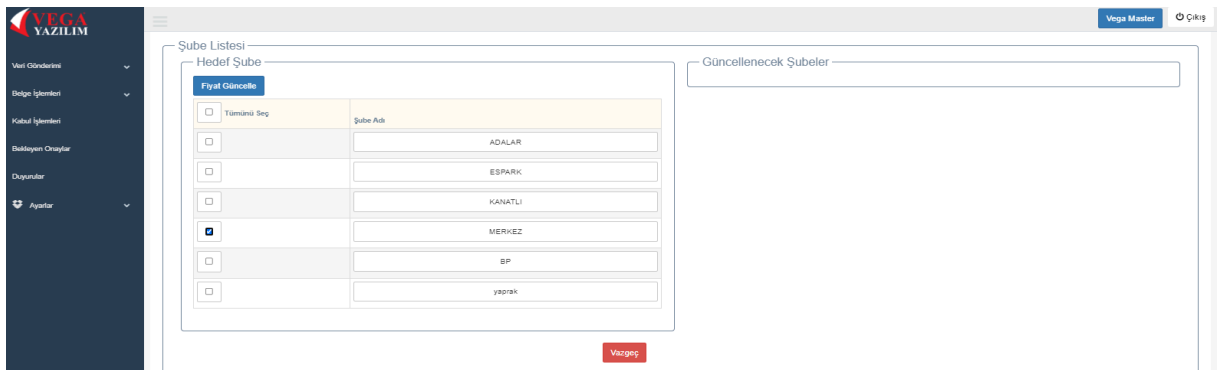 VEGA
YAZILIM
Vega Master
Çıkış
Veri Gönderimi
Belge İşlemleri
Kabul İşlemleri
Bekleyen Onaylar
Duyurular
Ayarlar
Şube Listesi
Hedef Şube
Fiyat Güncelle
Tümünü Seç
Şube Adı
ADALAR
ESPARK
KANATLI
MERKEZ
BP
yaprak
Güncellenecek Şubeler
Vazgeç